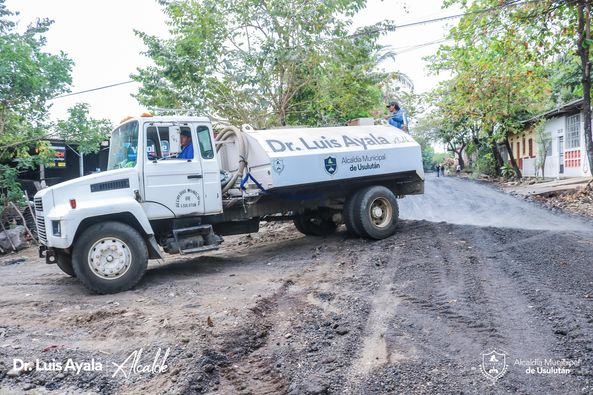 Dr. Luis Ayala
Alcaldía Municipal
de Usulután
Dr. Luis Ayala Alcalde
Alcaldía Municipal
de Usulután